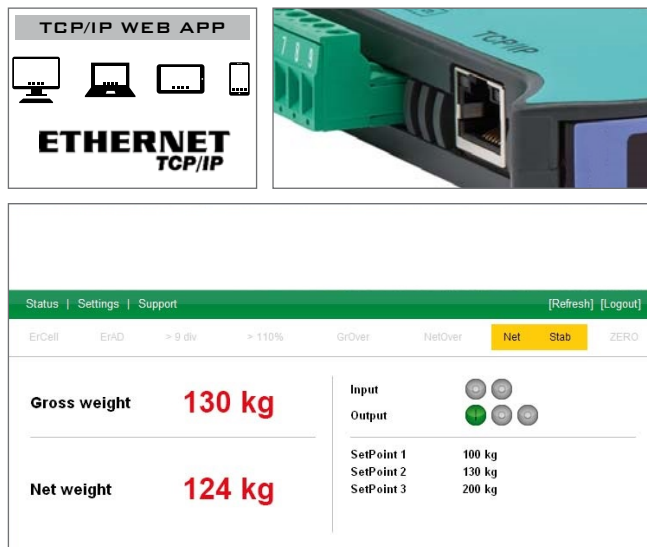 TCP/IP WEB APP
ETHERNET
TCP/IP
7 8 9
TCP/IP
Status | Settings | Support [Refresh] [Logout]
ErCell ErAD > 9 div > 110% GrOver NetOver Net Stab ZERO
Gross weight 130 kg
Net weight 124 kg
Input
Output
SetPoint 1 100 kg
SetPoint 2 130 kg
SetPoint 3 200 kg